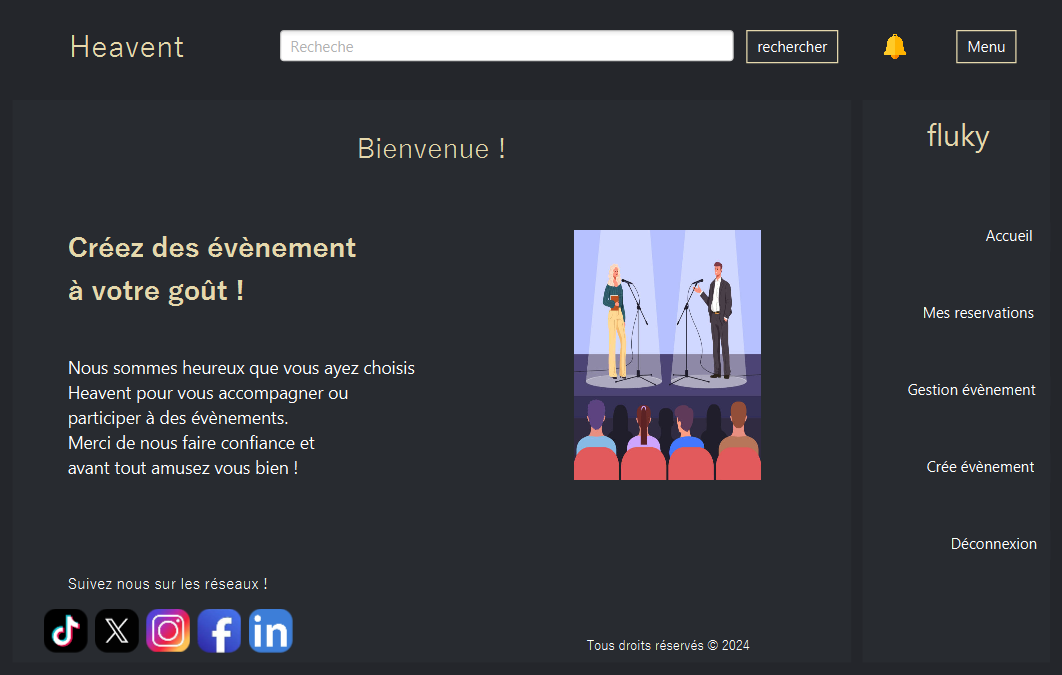 Heavent
Recheche
rechercher
Menu
Bienvenue !
Créez des évènement
à votre goût !
Nous sommes heureux que vous ayez choisis
Heavent pour vous accompagner ou
participer à des évènements.
Merci de nous faire confiance et
avant tout amusez vous bien !
Suivez nous sur les réseaux !
Tous droits réservés © 2024
fluky
Accueil
Mes reservations
Gestion évènement
Crée évènement
Déconnexion